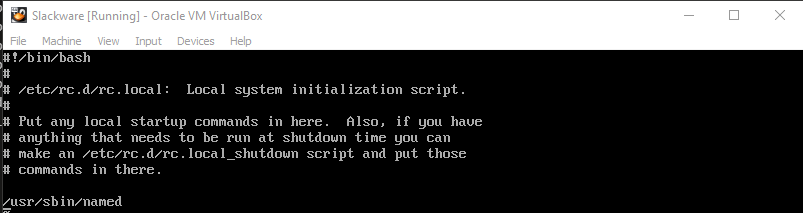 Slackware [Running] - Oracle VM VirtualBox
File Machine View Input Devices Help
#!/bin/bash
#
# /etc/rc.d/rc.local:  Local system initialization script.
#
# Put any local startup commands in here.  Also, if you have
# anything that needs to be run at shutdown time you can
# make an /etc/rc.d/rc.local_shutdown script and put those
# commands in there.
/usr/sbin/named
~